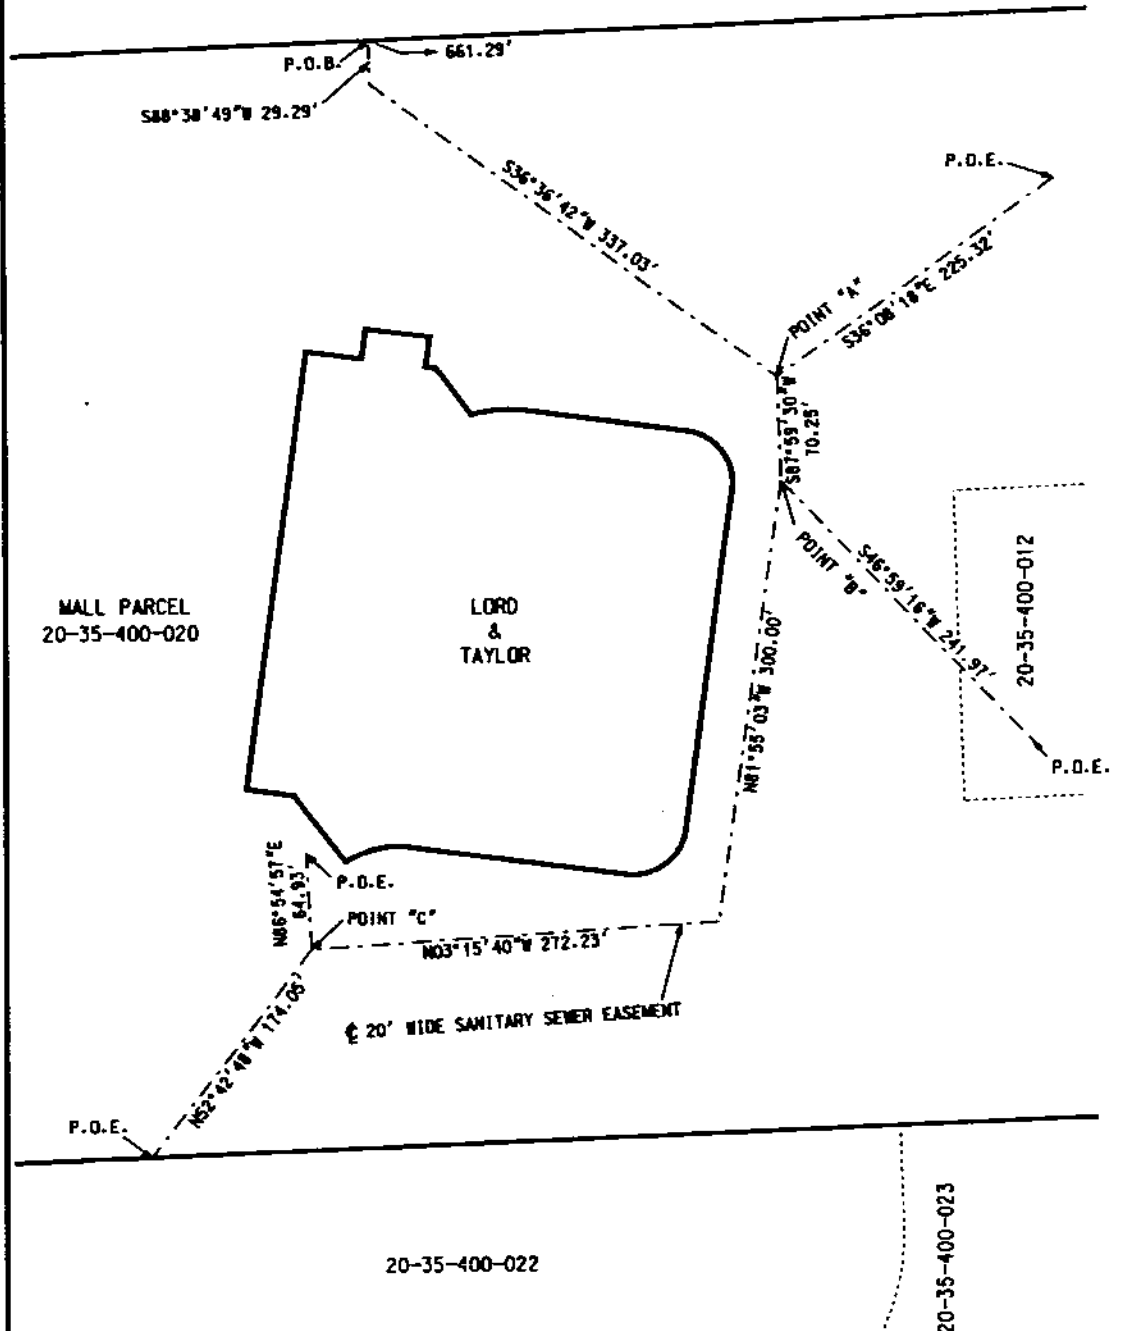 661.29'
P.O.B.
S88°38'49"W 29.29'
S36°36'42"W 337.03'
P.O.E.
S36°08'18"E 225.32'
POINT "A"
S87°59'30"W
70.25'
POINT "B"
S46°59'16"W 241.97'
20-35-400-012
P.O.E.
MALL PARCEL
20-35-400-020
LORD
&
TAYLOR
N81°55'03"W 300.00'
N86°54'57"E
64.93'
P.O.E.
POINT "C"
N03°15'40"W 272.23'
℄ 20' WIDE SANITARY SEWER EASEMENT
N52°42'48"W 174.05'
P.O.E.
20-35-400-022
20-35-400-023